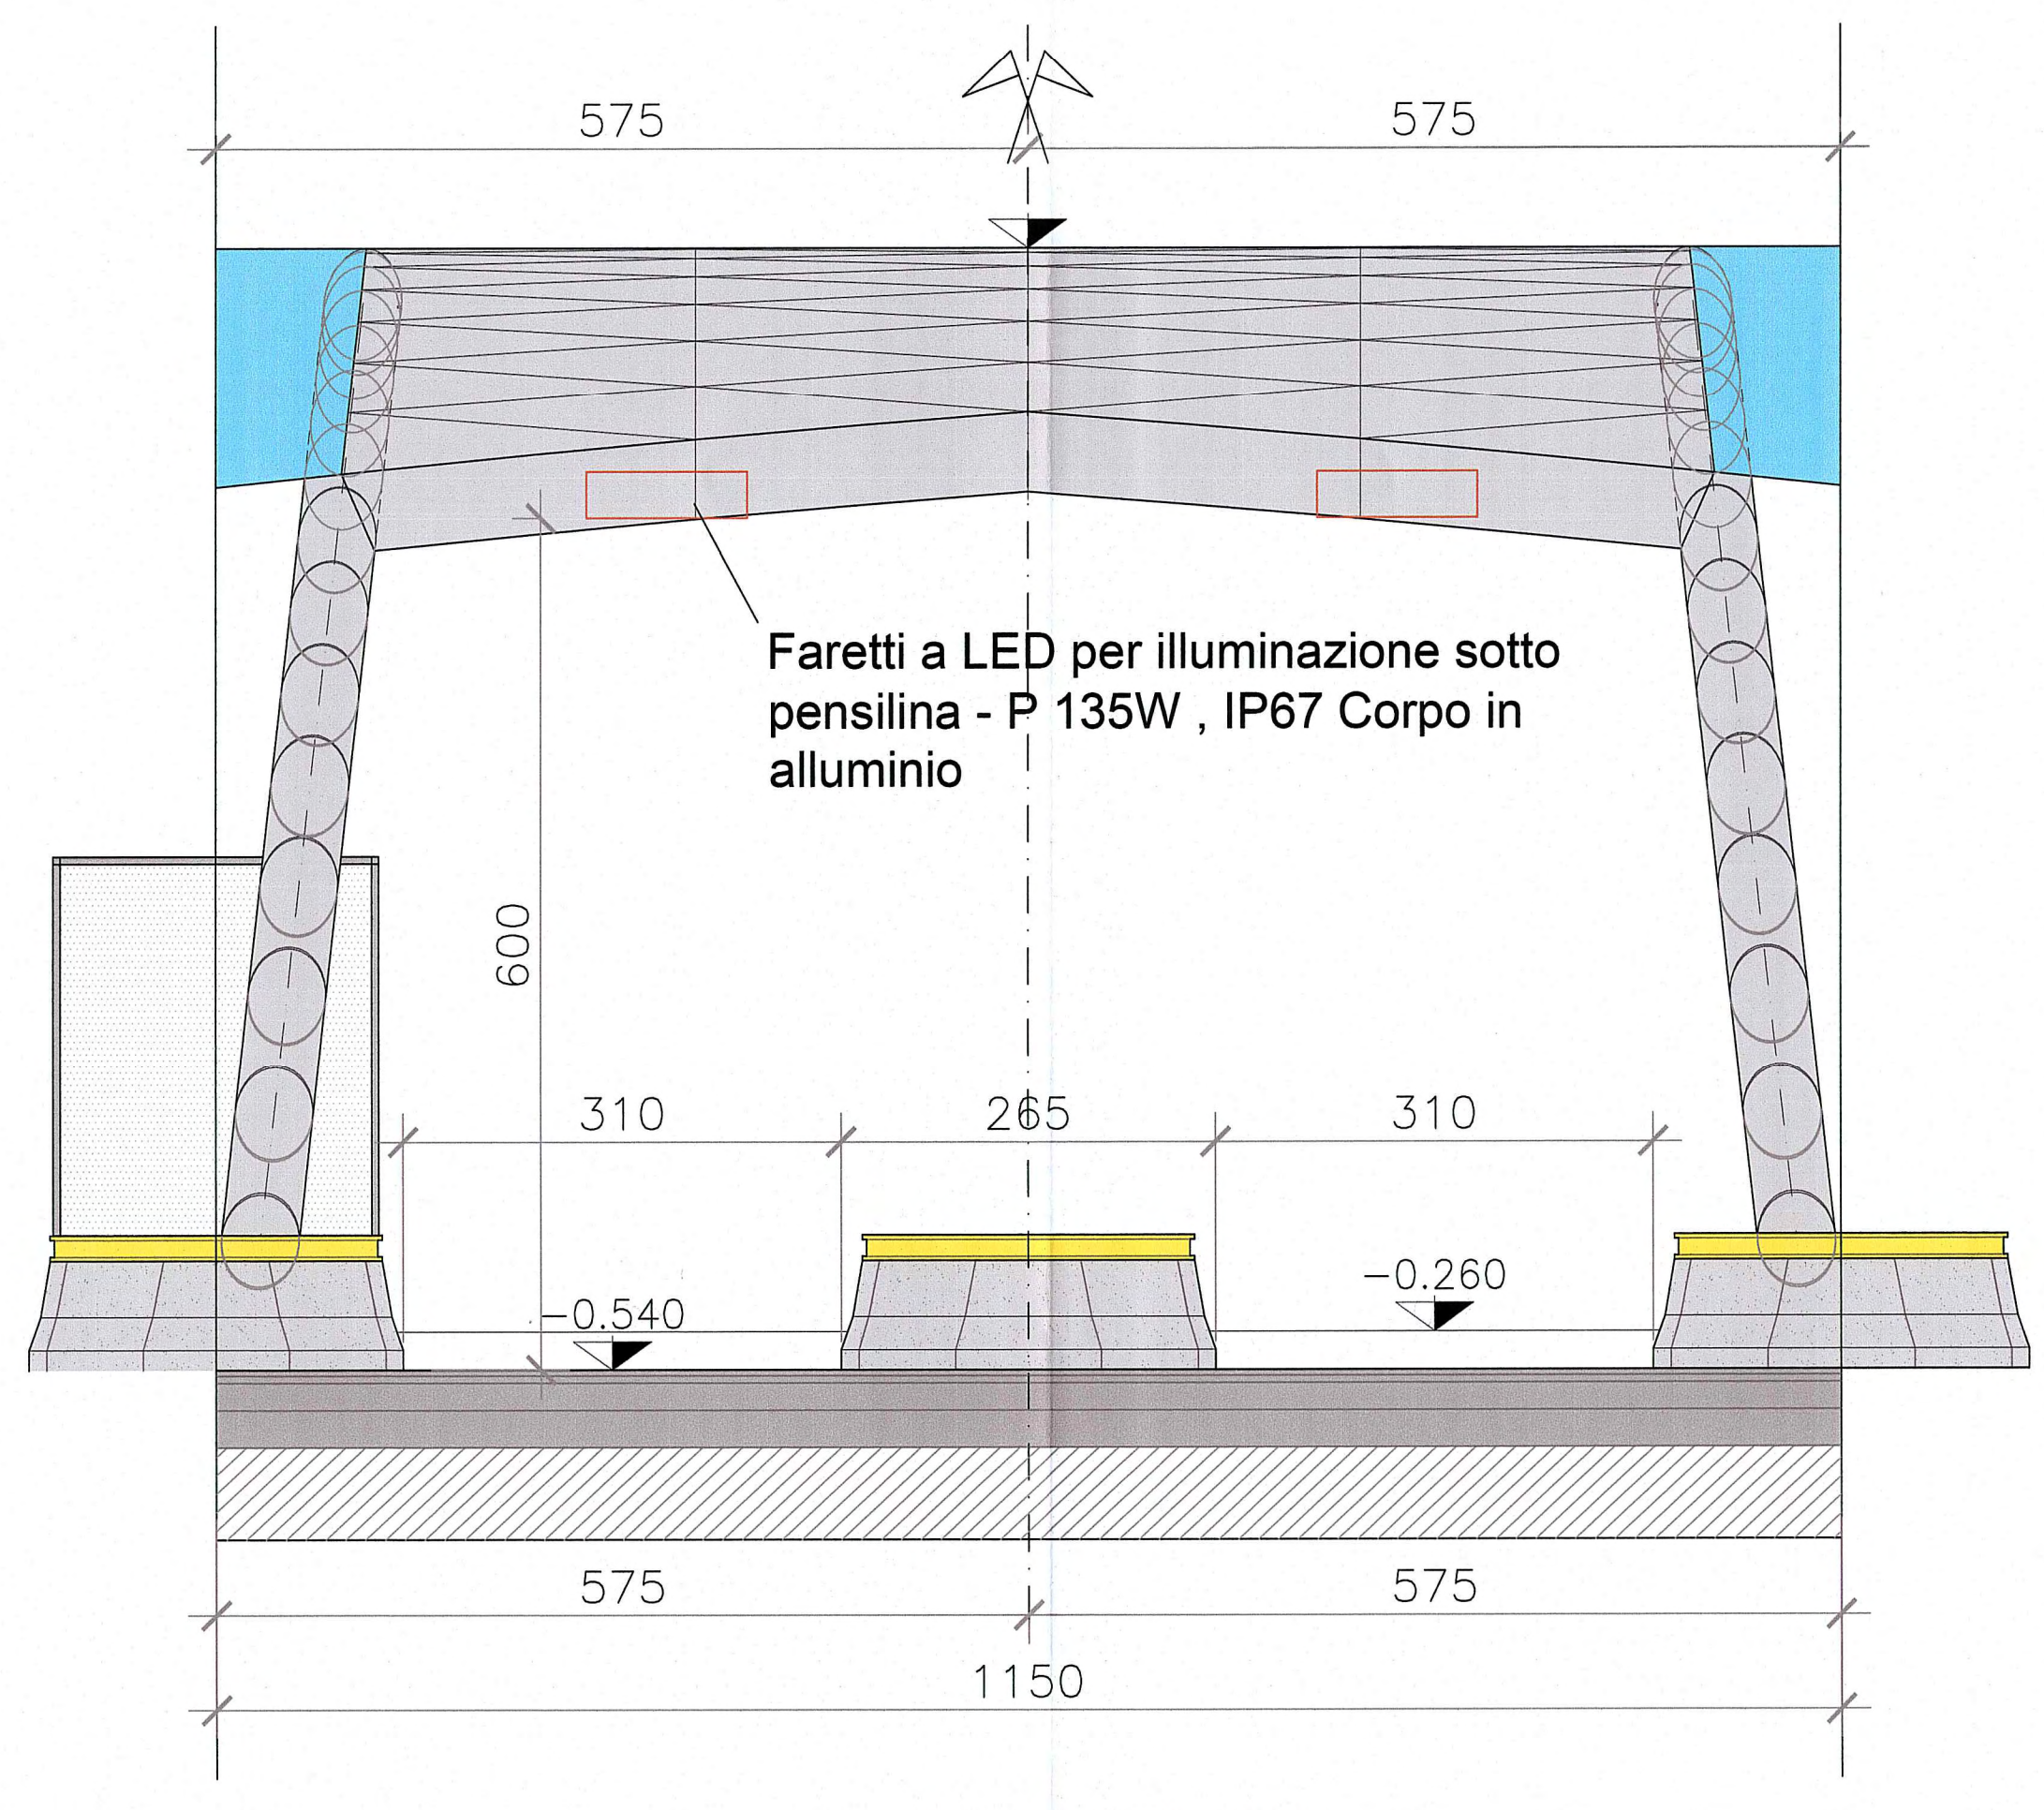 575 575
Faretti a LED per illuminazione sotto
pensilina - P 135W , IP67 Corpo in
alluminio
600
310 265 310
-0.540 -0.260
575 575
1150